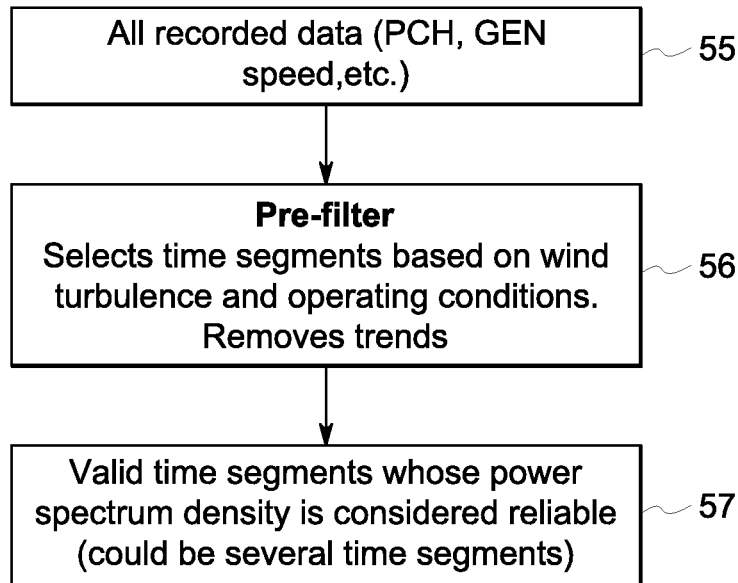 All recorded data (PCH, GEN
speed,etc.)
55
Pre-filter
Selects time segments based on wind
turbulence and operating conditions.
Removes trends
56
Valid time segments whose power
spectrum density is considered reliable
(could be several time segments)
57